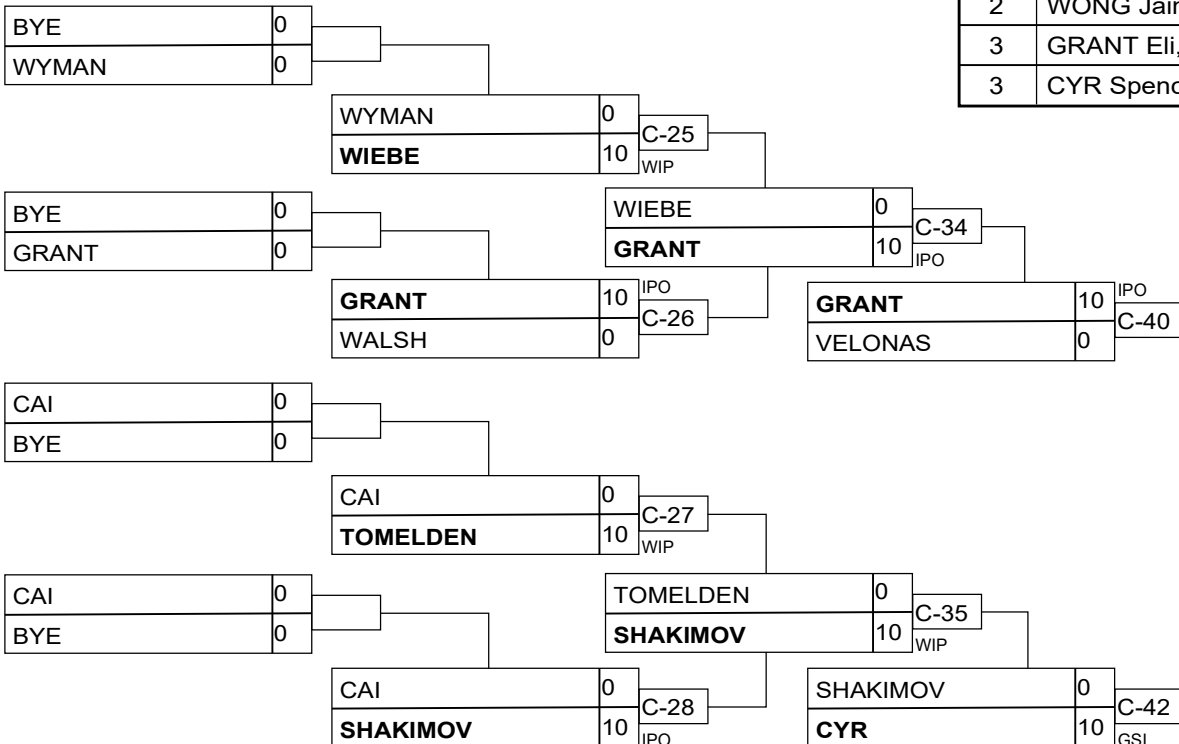 2 WONG Jair
3 GRANT Eli,
3 CYR Spenc
BYE 0
WYMAN 0
WYMAN 0
C-25
WIEBE 10 WIP
BYE 0
GRANT 0
WIEBE 0
C-34
GRANT 10 IPO
GRANT 10 IPO
C-26
WALSH 0
GRANT 10 IPO
C-40
VELONAS 0
CAI 0
BYE 0
CAI 0
C-27
TOMELDEN 10 WIP
CAI 0
BYE 0
TOMELDEN 0
C-35
SHAKIMOV 10 WIP
CAI 0
C-28
SHAKIMOV 10 IPO
SHAKIMOV 0
C-42
CYR 10 GSI